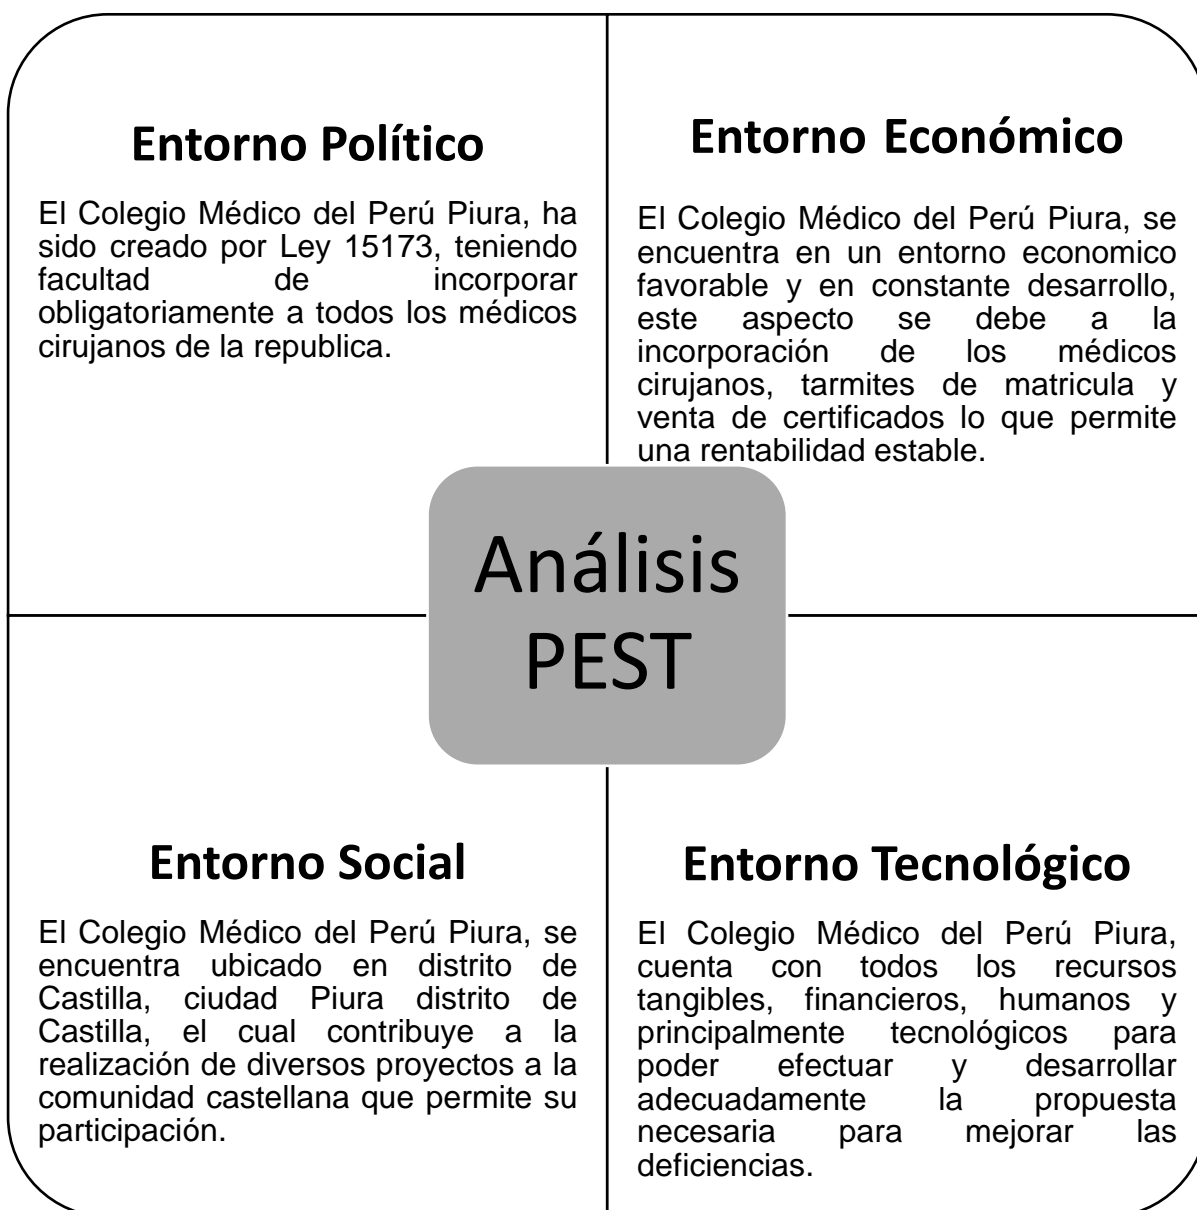 Entorno Político
El Colegio Médico del Perú Piura, ha
sido creado por Ley 15173, teniendo
facultad de incorporar
obligatoriamente a todos los médicos
cirujanos de la republica.
Entorno Económico
El Colegio Médico del Perú Piura, se
encuentra en un entorno economico
favorable y en constante desarrollo,
este aspecto se debe a la
incorporación de los médicos
cirujanos, tarmites de matricula y
venta de certificados lo que permite
una rentabilidad estable.
Análisis
PEST
Entorno Social
El Colegio Médico del Perú Piura, se
encuentra ubicado en distrito de
Castilla, ciudad Piura distrito de
Castilla, el cual contribuye a la
realización de diversos proyectos a la
comunidad castellana que permite su
participación.
Entorno Tecnológico
El Colegio Médico del Perú Piura,
cuenta con todos los recursos
tangibles, financieros, humanos y
principalmente tecnológicos para
poder efectuar y desarrollar
adecuadamente la propuesta
necesaria para mejorar las
deficiencias.